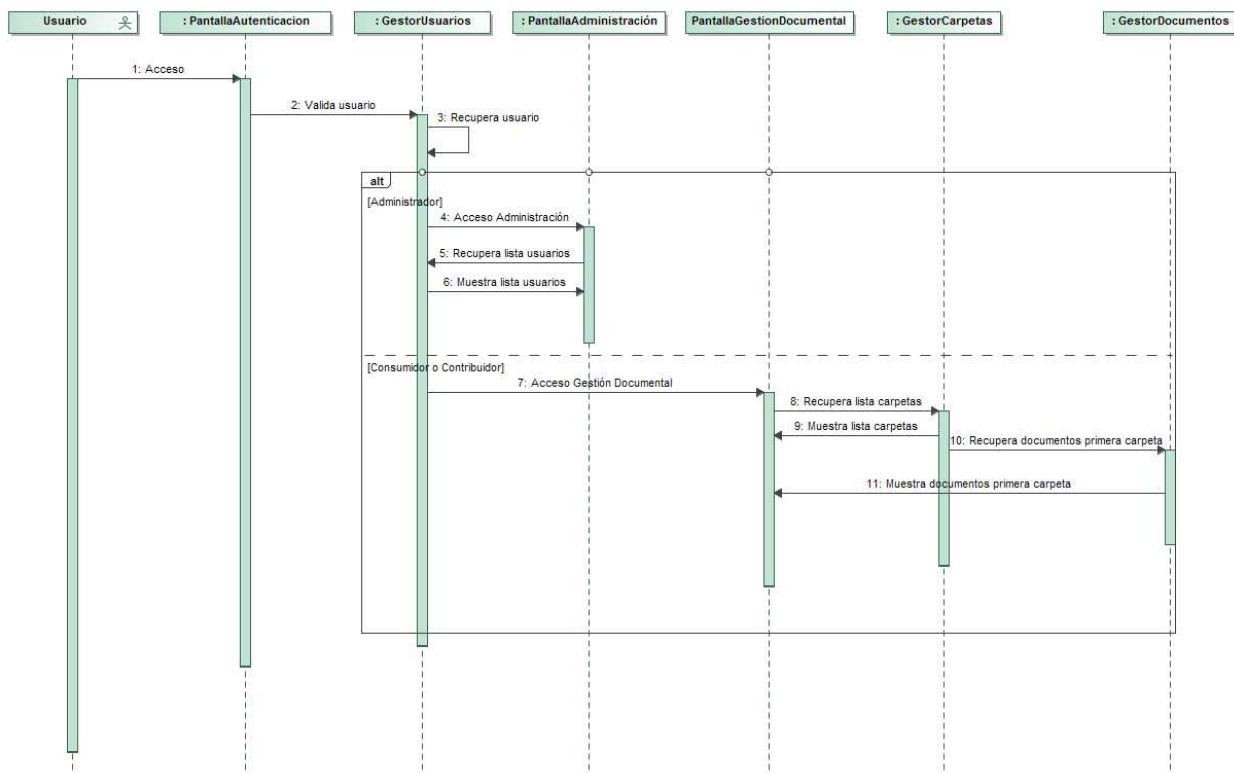 Usuario
: PantallaAutenticacion
: GestorUsuarios
: PantallaAdministración
PantallaGestionDocumental
: GestorCarpetas
: GestorDocumentos
1: Acceso
2: Valida usuario
3: Recupera usuario
alt
[Administrador]
4: Acceso Administración
5: Recupera lista usuarios
6: Muestra lista usuarios
[Consumidor o Contribuidor]
7: Acceso Gestión Documental
8: Recupera lista carpetas
9: Muestra lista carpetas
10: Recupera documentos primera carpeta
11: Muestra documentos primera carpeta